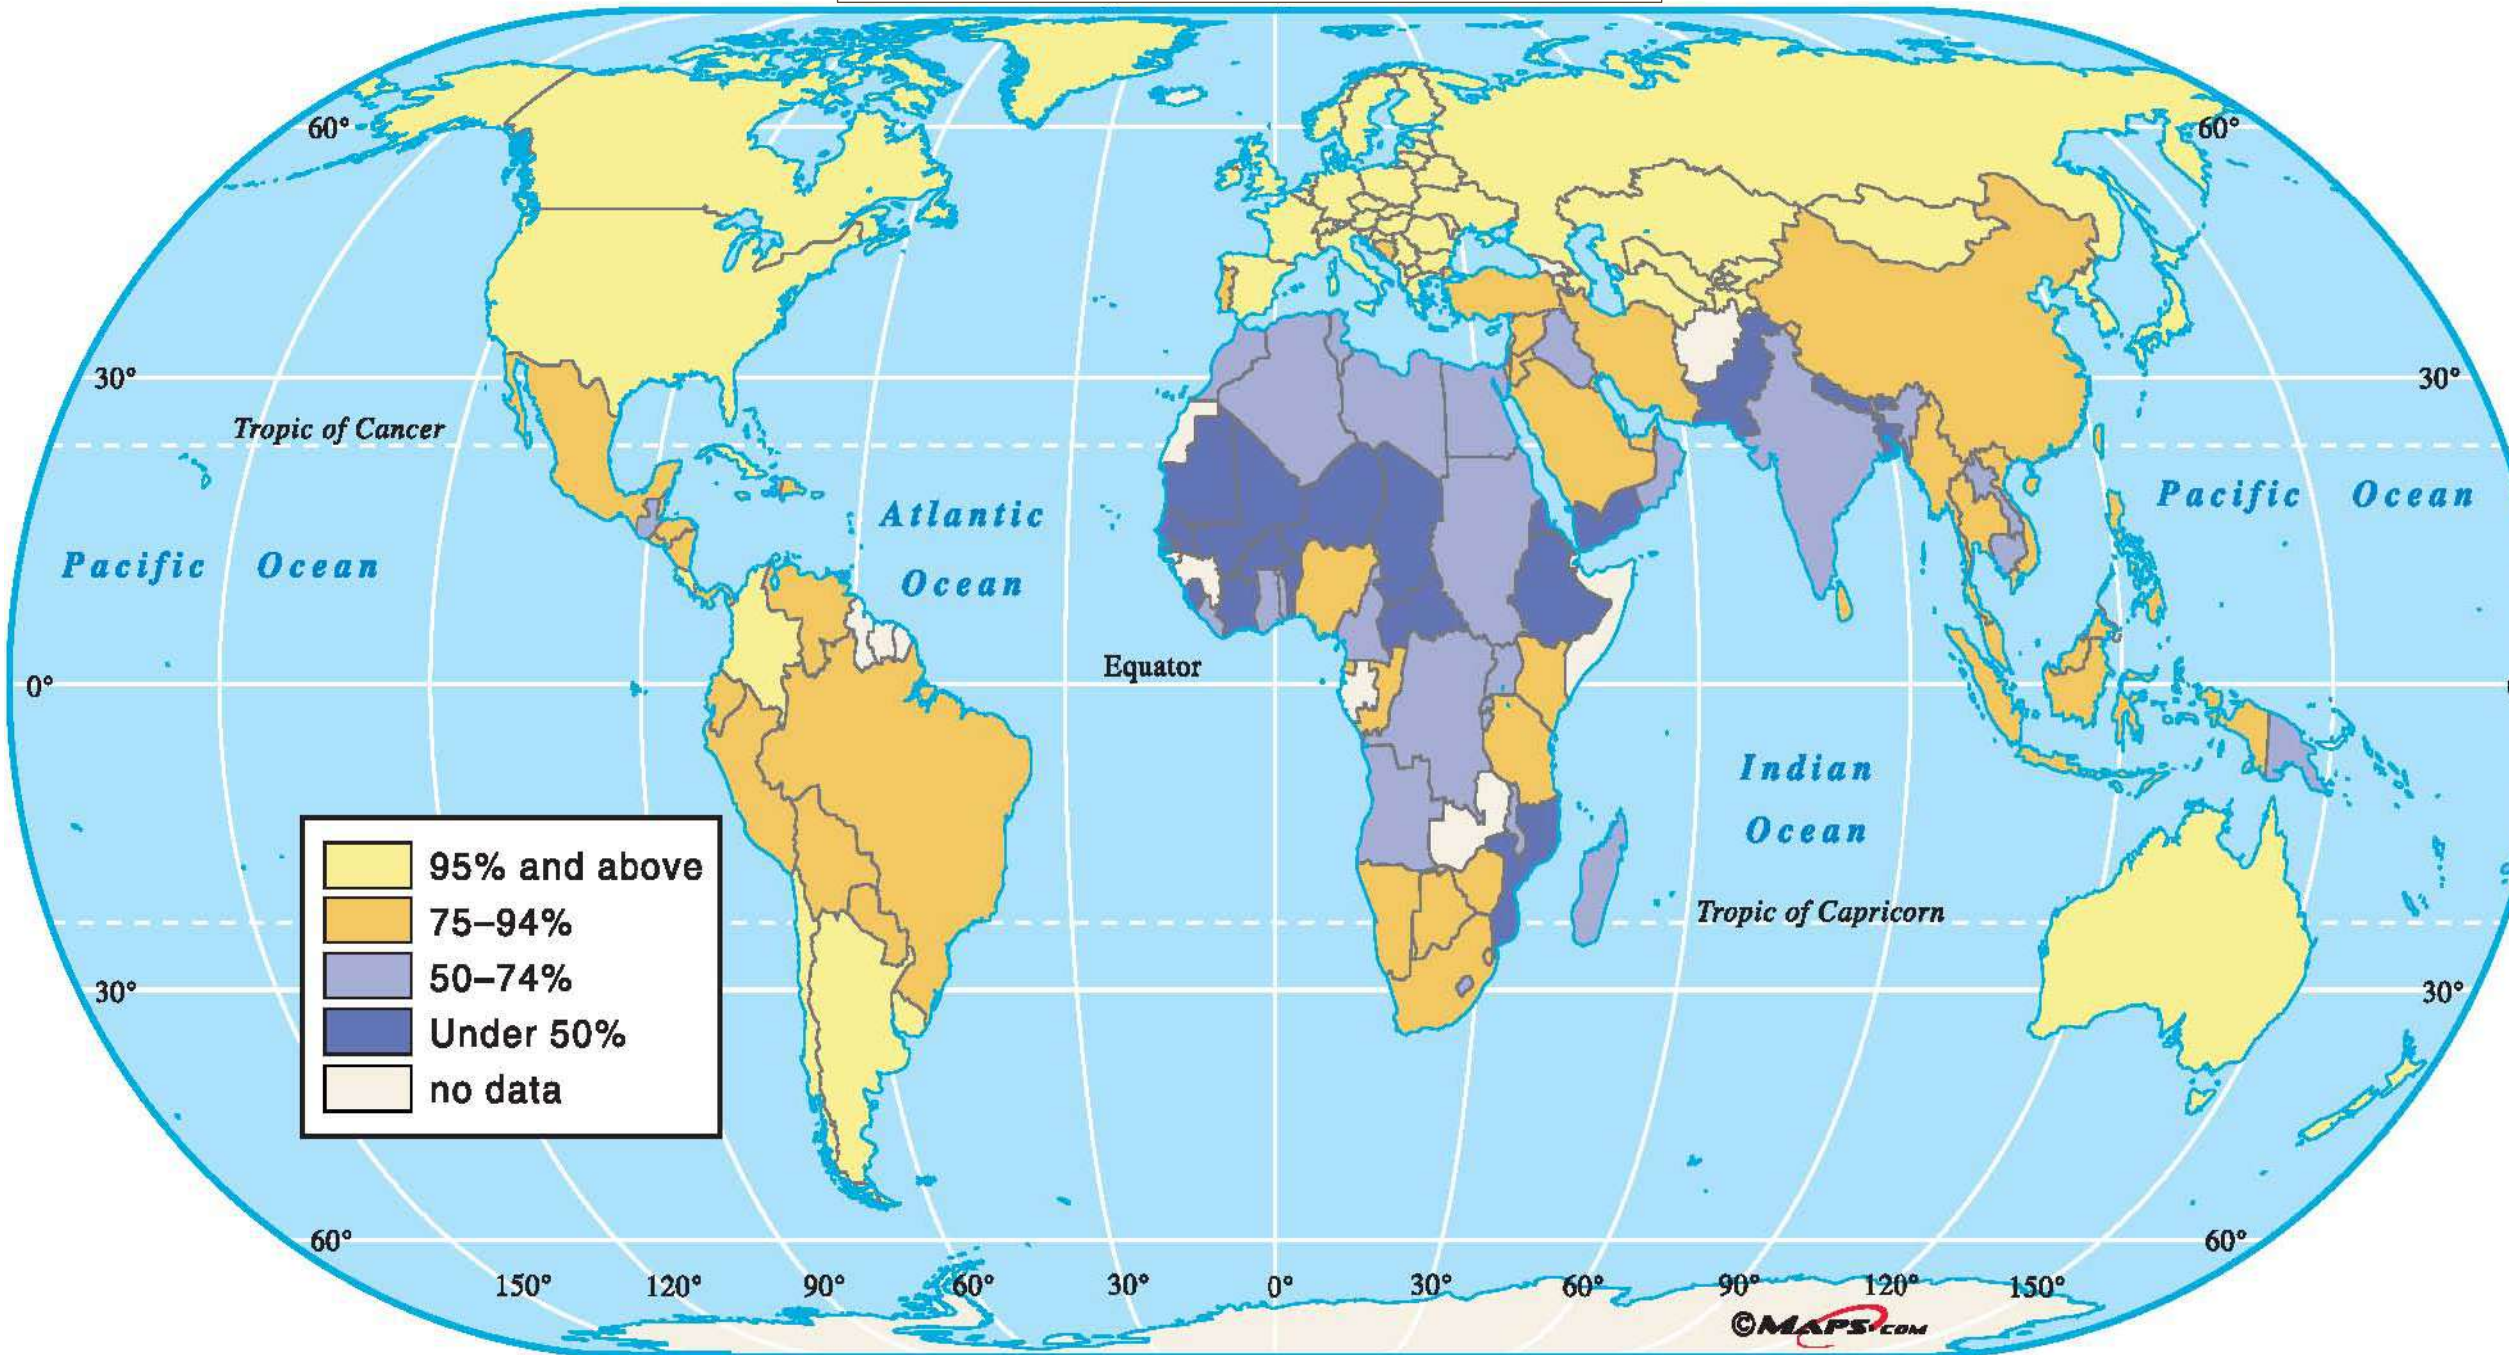 60°
60°
30°
30°
Tropic of Cancer
Pacific Ocean
Atlantic
Ocean
Pacific Ocean
Equator
0°
Indian
Ocean
Tropic of Capricorn
95% and above
75–94%
50–74%
Under 50%
no data
30°
30°
60°
60°
150°
120°
90°
60°
30°
0°
30°
60°
90°
120°
150°
©MAPS.COM